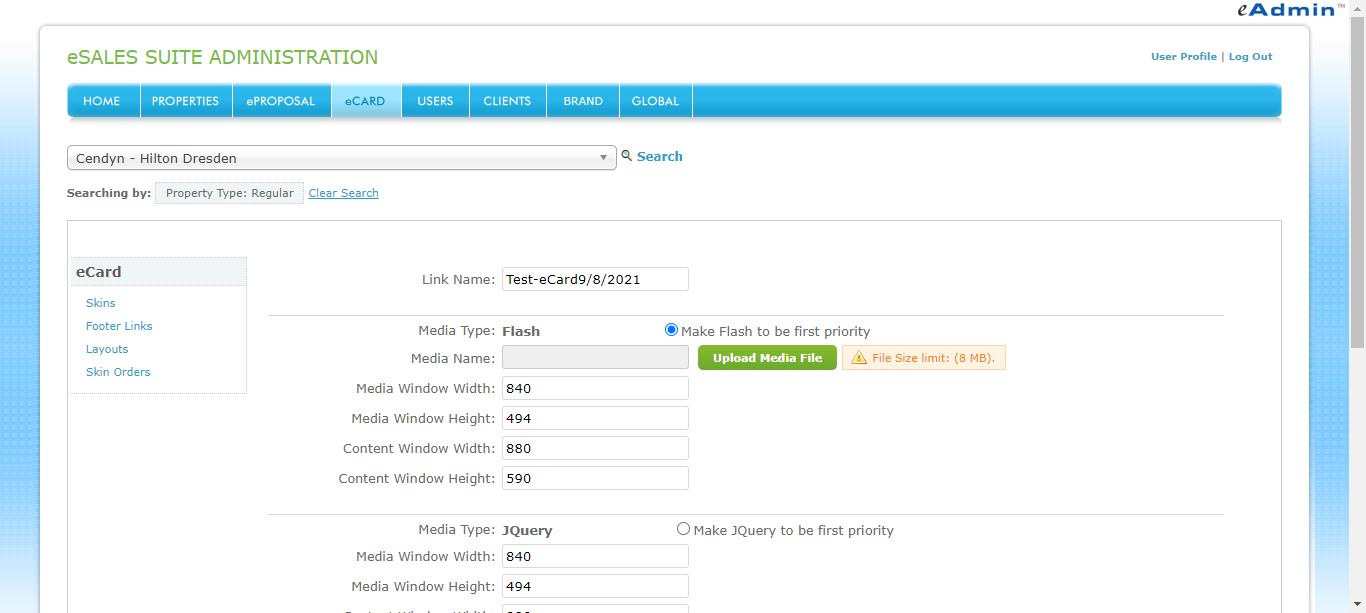 eAdmin™
eSALES SUITE ADMINISTRATION
User Profile | Log Out
HOME PROPERTIES ePROPOSAL eCARD USERS CLIENTS BRAND GLOBAL
Cendyn - Hilton Dresden
Search
Searching by: Property Type: Regular Clear Search
eCard
Skins
Footer Links
Layouts
Skin Orders
Link Name: Test-eCard9/8/2021
Media Type: Flash Make Flash to be first priority
Media Name: Upload Media File File Size limit: (8 MB).
Media Window Width: 840
Media Window Height: 494
Content Window Width: 880
Content Window Height: 590
Media Type: JQuery Make JQuery to be first priority
Media Window Width: 840
Media Window Height: 494